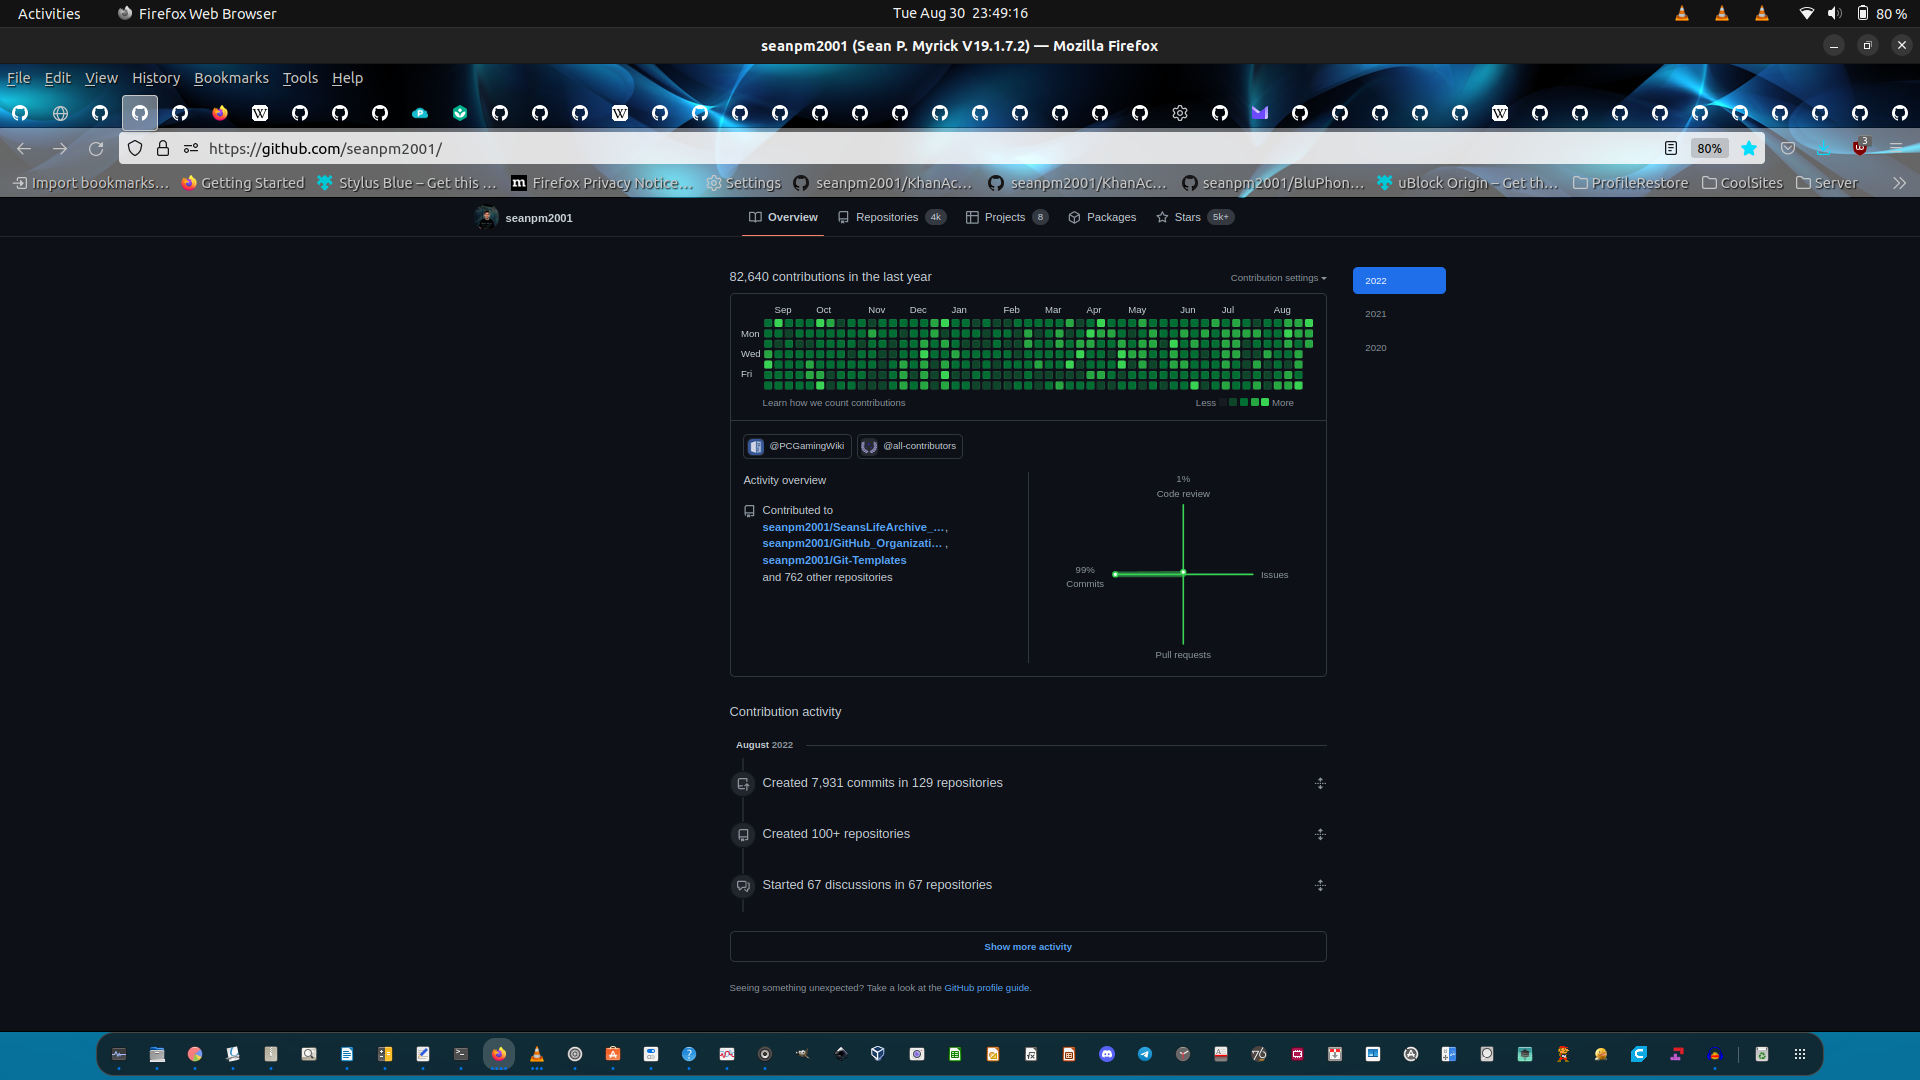 Activities Firefox Web Browser Tue Aug 30 23:49:16 80 %
seanpm2001 (Sean P. Myrick V19.1.7.2) — Mozilla Firefox
File Edit View History Bookmarks Tools Help
https://github.com/seanpm2001/ 80% 3
Import bookmarks… Getting Started Stylus Blue – Get this … Firefox Privacy Notice… Settings seanpm2001/KhanAc… seanpm2001/KhanAc… seanpm2001/BluPhon… uBlock Origin – Get th… ProfileRestore CoolSites Server
seanpm2001 Overview Repositories 4k Projects 8 Packages Stars 5k+
82,640 contributions in the last year Contribution settings
2022
2021
2020
Sep Oct Nov Dec Jan Feb Mar Apr May Jun Jul Aug
Mon
Wed
Fri
Learn how we count contributions Less More
@PCGamingWiki @all-contributors
Activity overview
Contributed to
seanpm2001/SeansLifeArchive_…,
seanpm2001/GitHub_Organizati… ,
seanpm2001/Git-Templates
and 762 other repositories
1%
Code review
99%
Commits
Issues
Pull requests
Contribution activity
August 2022
Created 7,931 commits in 129 repositories
Created 100+ repositories
Started 67 discussions in 67 repositories
Show more activity
Seeing something unexpected? Take a look at the GitHub profile guide.